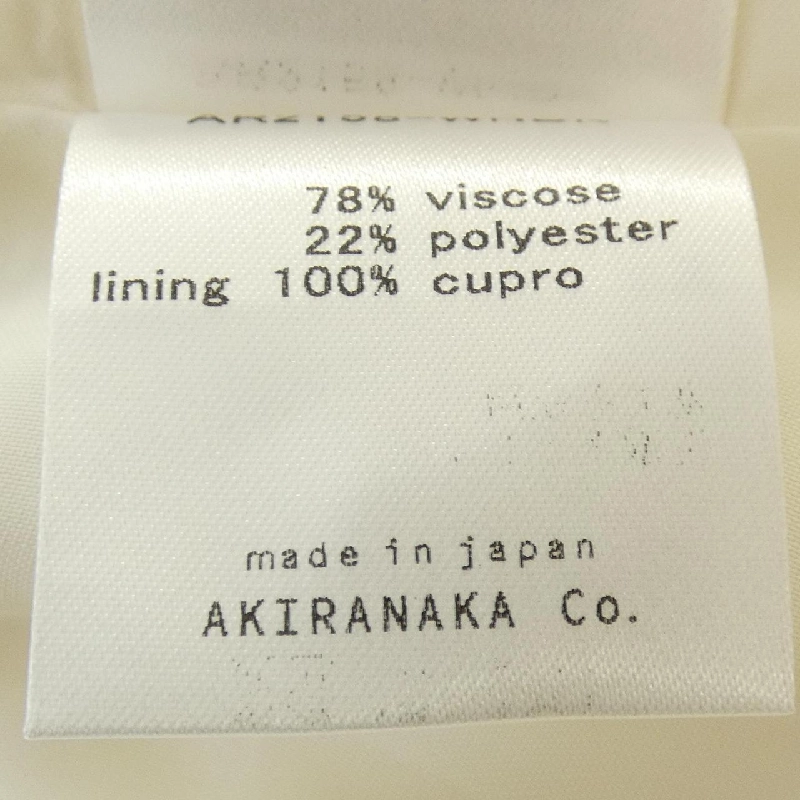 78% viscose
22% polyester
lining 100% cupro
made in japan
AKIRANAKA Co.